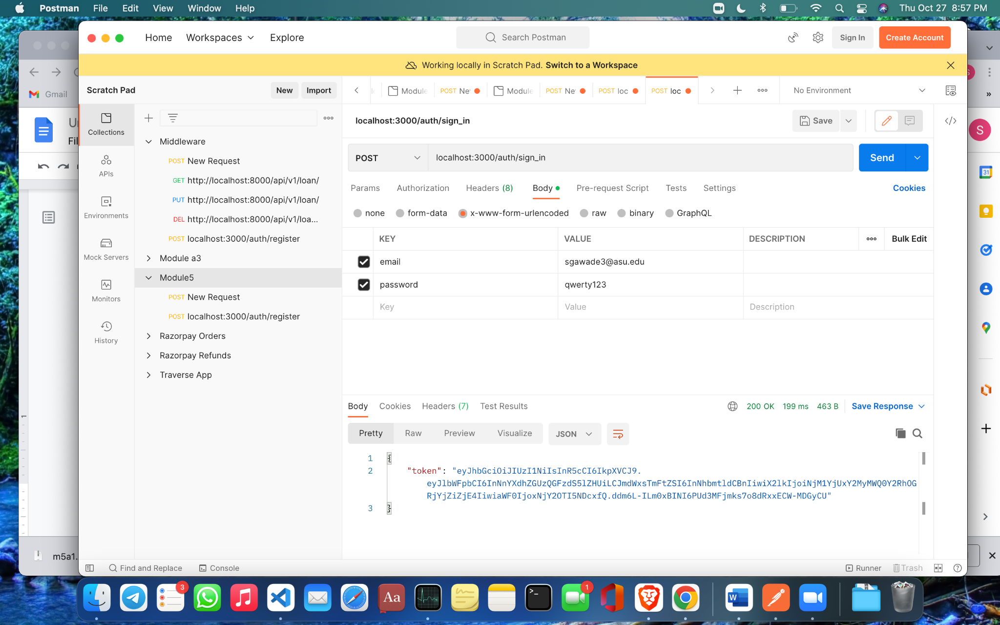 Postman File Edit View Window Help Thu Oct 27 8:57 PM
Home Workspaces Explore Search Postman Sign In Create Account
Working locally in Scratch Pad. Switch to a Workspace
Gmail
Scratch Pad New Import
POST POST POST loc POST loc No Environment
Collections
APIs
Environments
Mock Servers
Monitors
History
Middleware
POST New Request
GET http://localhost:8000/api/v1/loan/
PUT http://localhost:8000/api/v1/loan/
DEL http://localhost:8000/api/v1/loa...
POST localhost:3000/auth/register
Module a3
Module5
POST New Request
POST localhost:3000/auth/register
Razorpay Orders
Razorpay Refunds
Traverse App
localhost:3000/auth/sign_in Save
POST localhost:3000/auth/sign_in Send
Params Authorization Headers (8) Body Pre-request Script Tests Settings Cookies
none form-data x-www-form-urlencoded raw binary GraphQL
KEY VALUE DESCRIPTION Bulk Edit
email sgawade3@asu.edu
password qwerty123
Key Value Description
Body Cookies Headers (7) Test Results 200 OK 199 ms 463 B Save Response
Pretty Raw Preview Visualize JSON
1 {
2 "token": "eyJhbGciOiJIUzI1NiIsInR5cCI6IkpXVCJ9.
eyJlbWFpbCI6InNnYXdhZGUzQGFzdS5lZHUiLCJmdWxsTmFtZSI6InNhbmtldCBnIiwiX2lkIjoiNjM1YjUxY2MyMWQ0Y2RhOG
RjYjZiZjE4IiwiaWF0IjoxNjY2OTI5NDcxfQ.ddm6L-ILm0xBINI6PUd3MFjmks7o8dRxxECW-MDGyCU"
3 }
m5a1.
Find and Replace Console Runner Trash
S
31
1
3
Aa
1
W